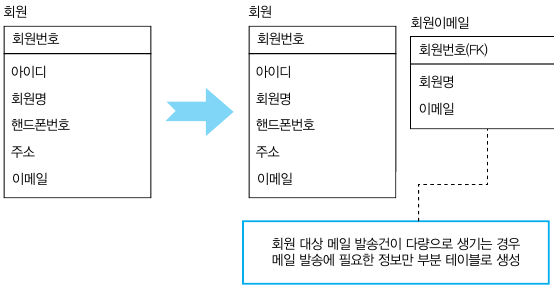 회원
회원번호
아이디
회원명
핸드폰번호
주소
이메일
회원
회원번호
아이디
회원명
핸드폰번호
주소
이메일
회원이메일
회원번호(FK)
회원명
이메일
회원 대상 메일 발송건이 다량으로 생기는 경우
메일 발송에 필요한 정보만 부분 테이블로 생성